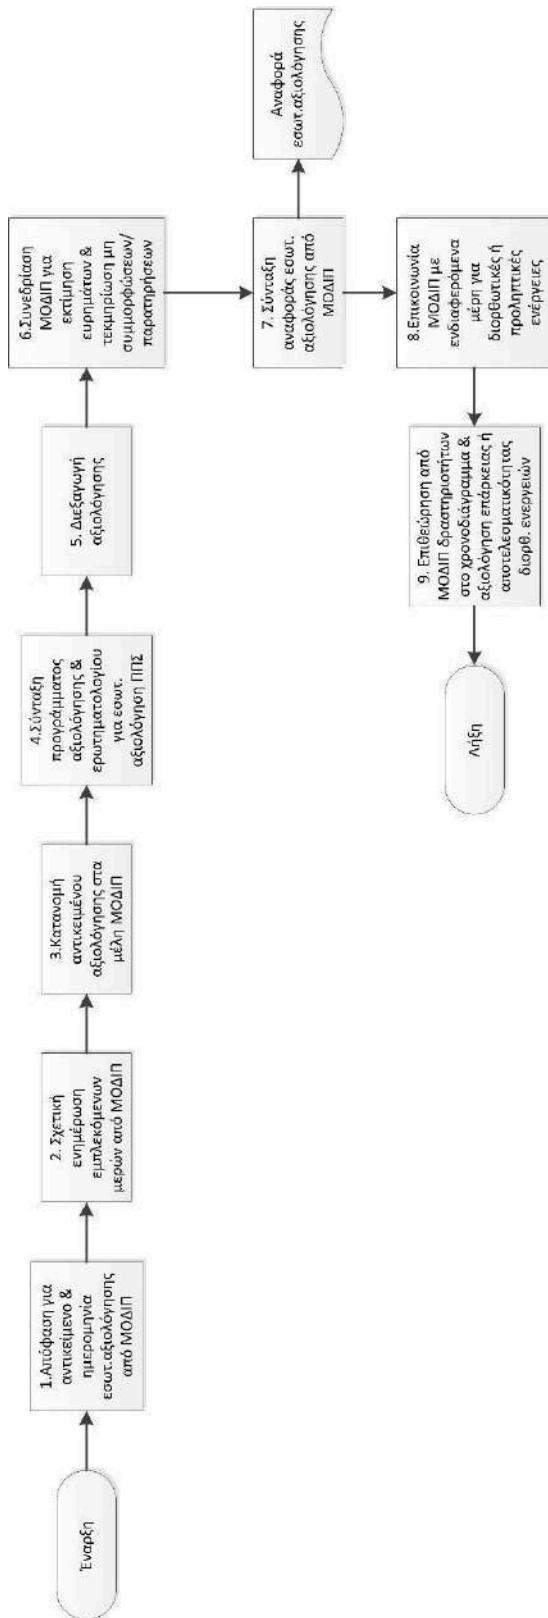 Έναρξη
1.Απόφαση για
αντικείμενο &
ημερομηνία
εσωτ.αξιολόγησης
από ΜΟΔΙΠ
2. Σχετική
ενημέρωση
εμπλεκόμενων
μερών από ΜΟΔΙΠ
3.Κατανομή
αντικειμένου
αξιολόγησης στα
μέλη ΜΟΔΙΠ
4.Σύνταξη
προγράμματος
αξιολόγησης &
ερωτηματολογίου
για εσωτ.
αξιολόγηση ΠΠΣ
5. Διεξαγωγή
αξιολόγησης
6.Συνεδρίαση
ΜΟΔΙΠ για
εκτίμηση
ευρημάτων &
τεκμηρίωση μη
συμμορφώσεων/
παρατηρήσεων
7. Σύνταξη
αναφοράς εσωτ.
αξιολόγησης από
ΜΟΔΙΠ
Αναφορά
εσωτ.αξιολόγησης
8.Επικοινωνία
ΜΟΔΙΠ με
ενδιαφερόμενα
μέρη για
διορθωτικές ή
προληπτικές
ενέργειες
9. Επιθεώρηση από
ΜΟΔΙΠ δραστηριοτήτων
στο χρονοδιάγραμμα &
αξιολόγηση επάρκειας ή
αποτελεσματικότητας
διορθ. ενεργειών
Λήξη